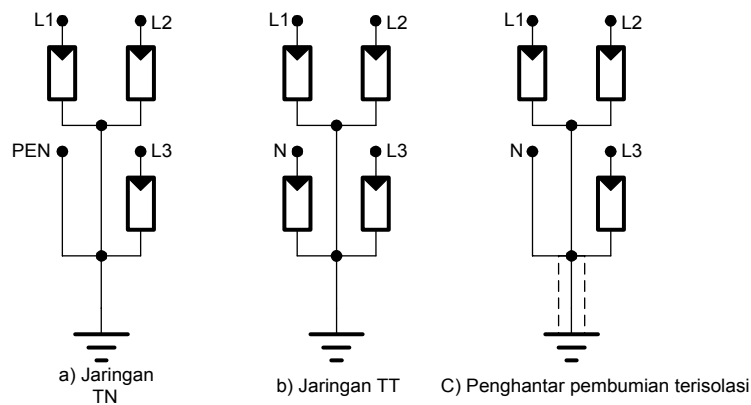 L1 L2
PEN L3
a) Jaringan
TN
L1 L2
N L3
b) Jaringan TT
L1 L2
N L3
C) Penghantar pembumian terisolasi